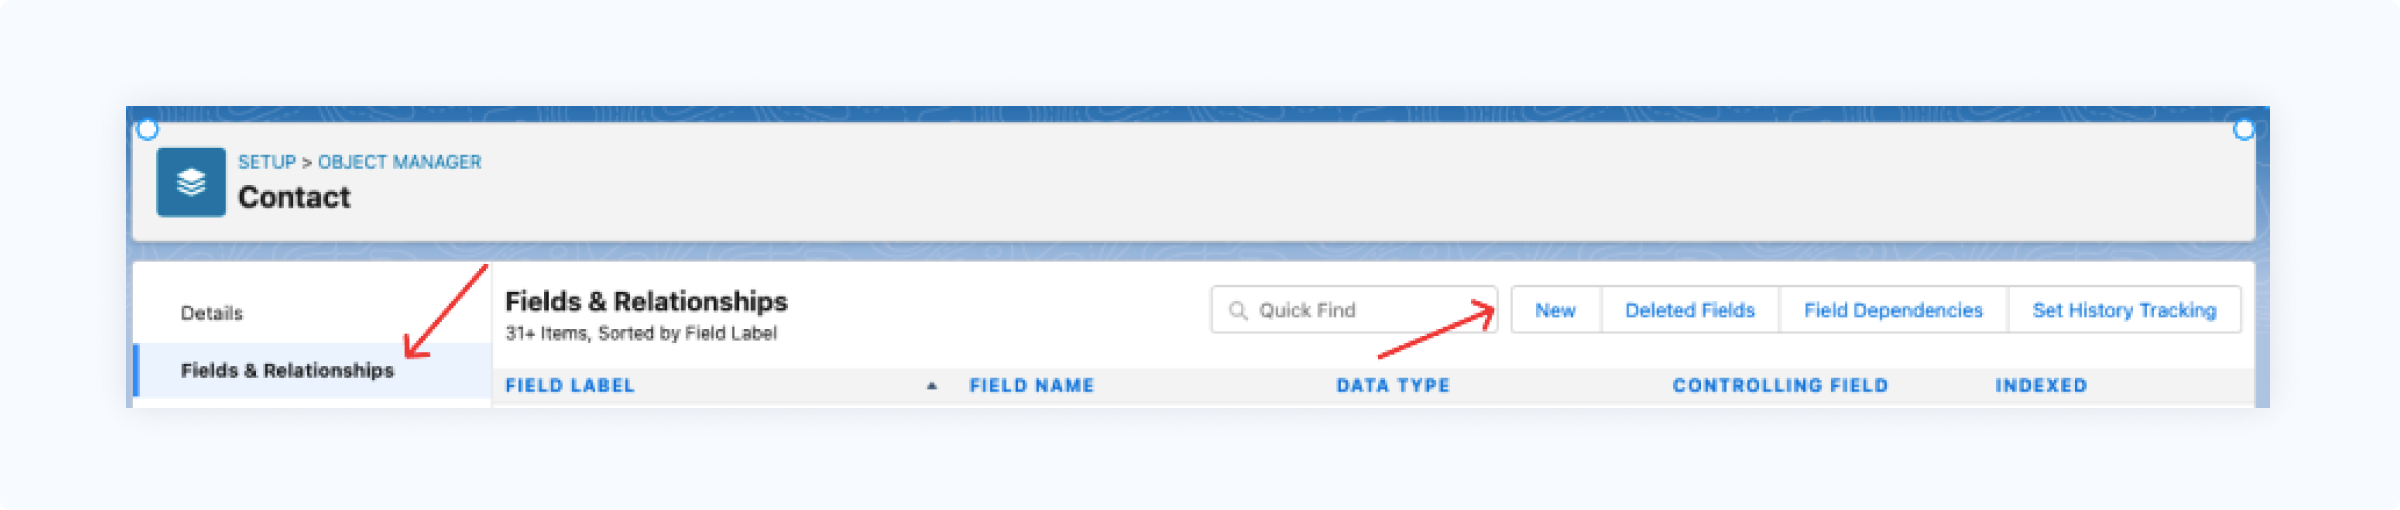 SETUP > OBJECT MANAGER
Contact
Details
Fields & Relationships
Fields & Relationships
31+ Items, Sorted by Field Label
Quick Find
New
Deleted Fields
Field Dependencies
Set History Tracking
FIELD LABEL
FIELD NAME
DATA TYPE
CONTROLLING FIELD
INDEXED